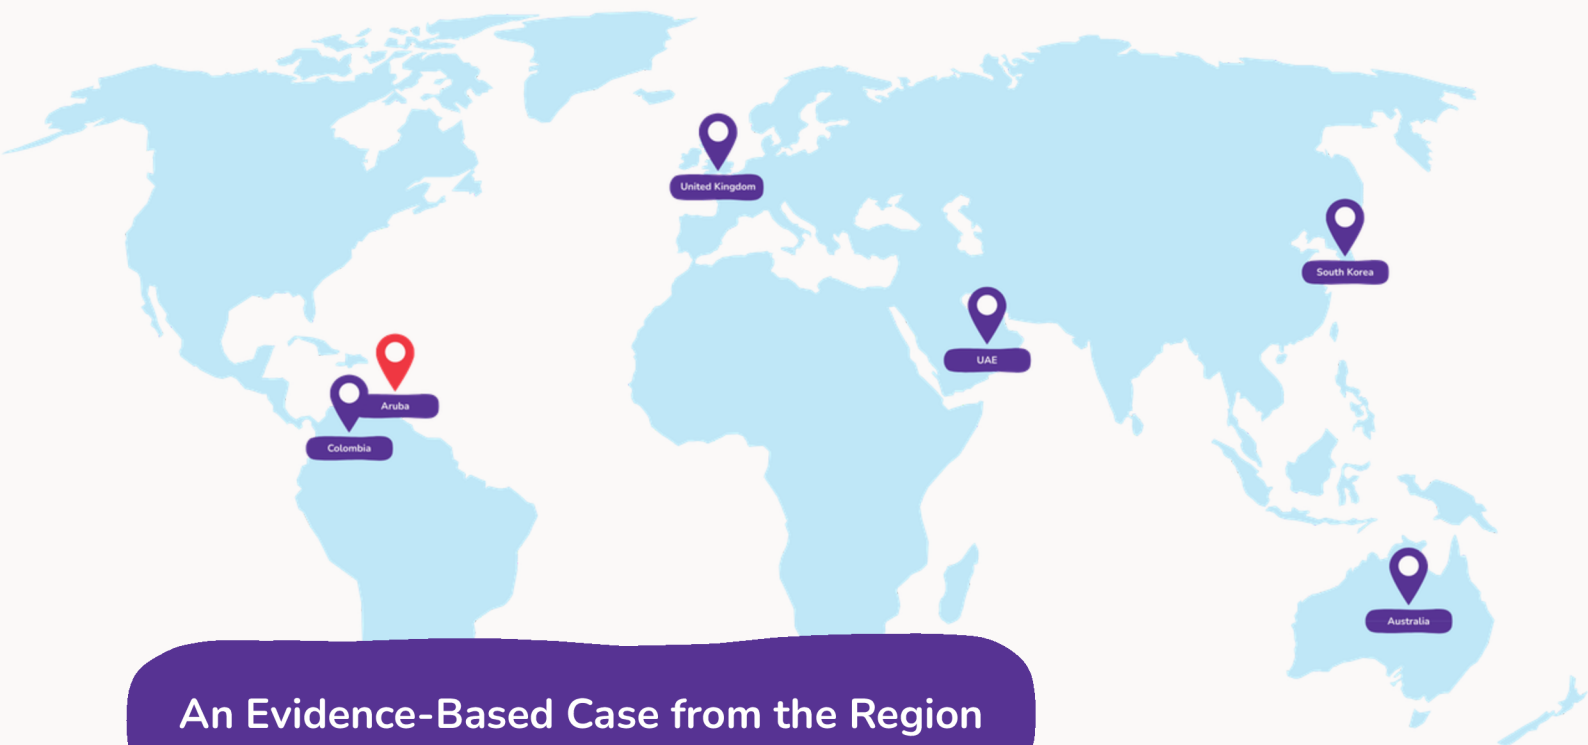 United Kingdom
South Korea
UAE
Aruba
Colombia
Australia
An Evidence-Based Case from the Region